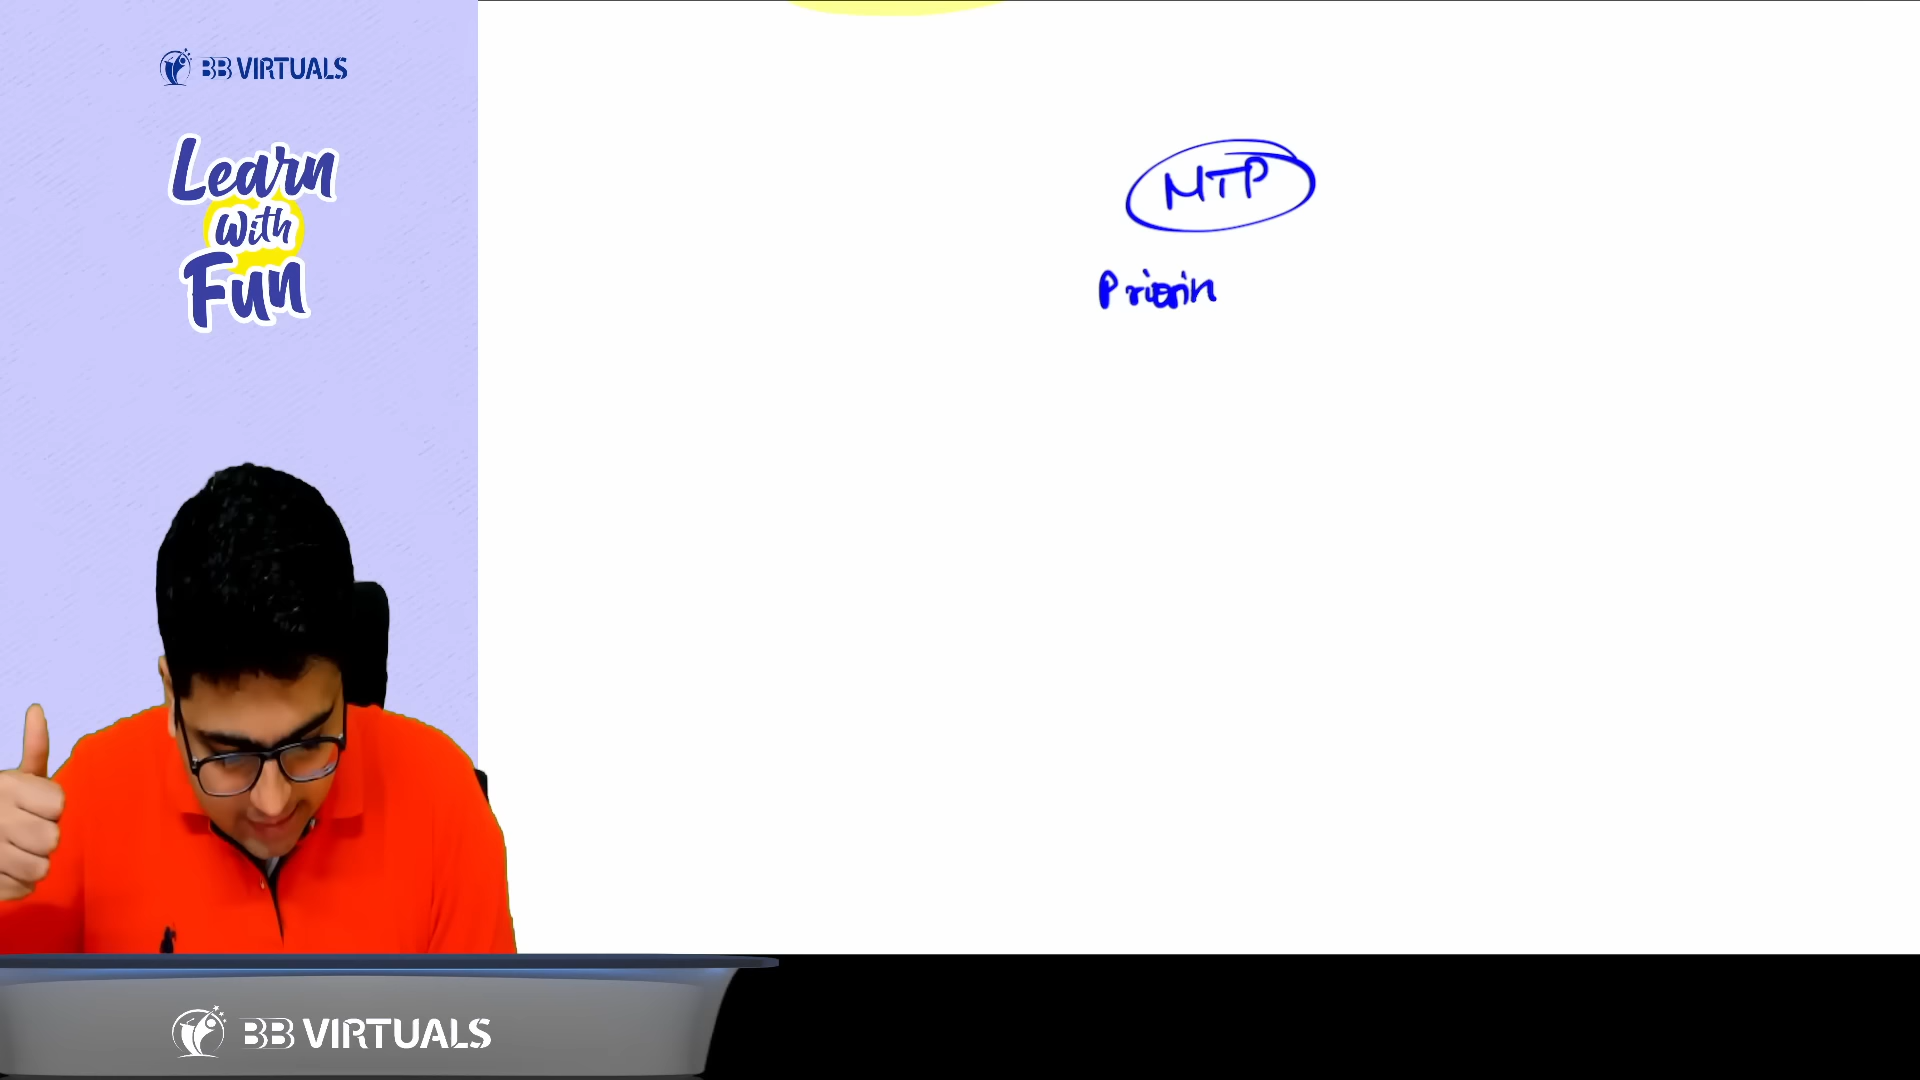 BB VIRTUALS
Learn
With
Fun
MTP
BB VIRTUALS